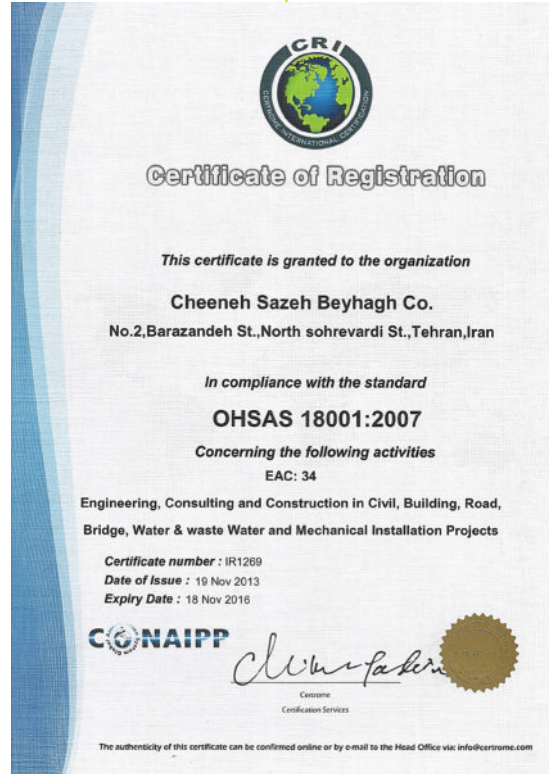 CRI
CERTROME INTERNATIONAL CERTIFICATION
Certificate of Registration
This certificate is granted to the organization
Cheeneh Sazeh Beyhagh Co.
No.2,Barazandeh St.,North sohrevardi St.,Tehran,Iran
In compliance with the standard
OHSAS 18001:2007
Concerning the following activities
EAC: 34
Engineering, Consulting and Construction in Civil, Building, Road,
Bridge, Water & waste Water and Mechanical Installation Projects
Certificate number : IR1269
Date of Issue : 19 Nov 2013
Expiry Date : 18 Nov 2016
CONAIPP
Certrome
Certification Services
The authenticity of this certificate can be confirmed online or by e-mail to the Head Office via: info@certrome.com